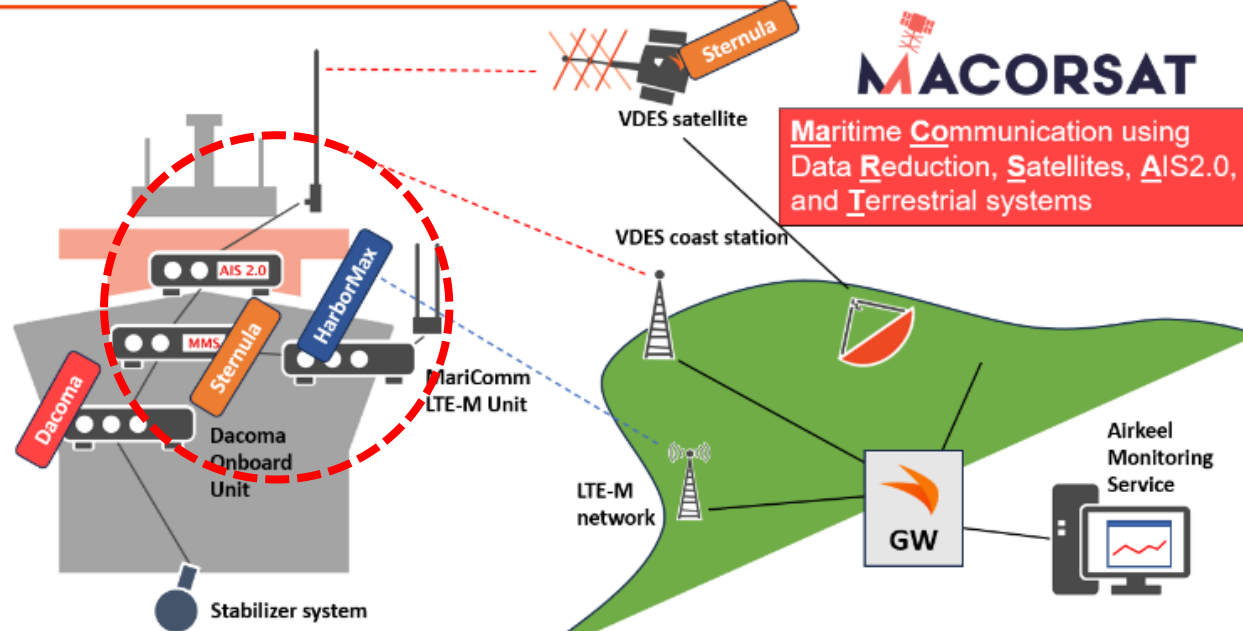 Sternula
MACORSAT
VDES satellite
Maritime Communication using
Data Reduction, Satellites, AIS2.0,
and Terrestrial systems
VDES coast station
AIS 2.0
HarborMax
MMS
Sternula
MariComm
LTE-M Unit
Dacoma
Dacoma
Onboard
Unit
LTE-M
network
GW
Airkeel
Monitoring
Service
Stabilizer system